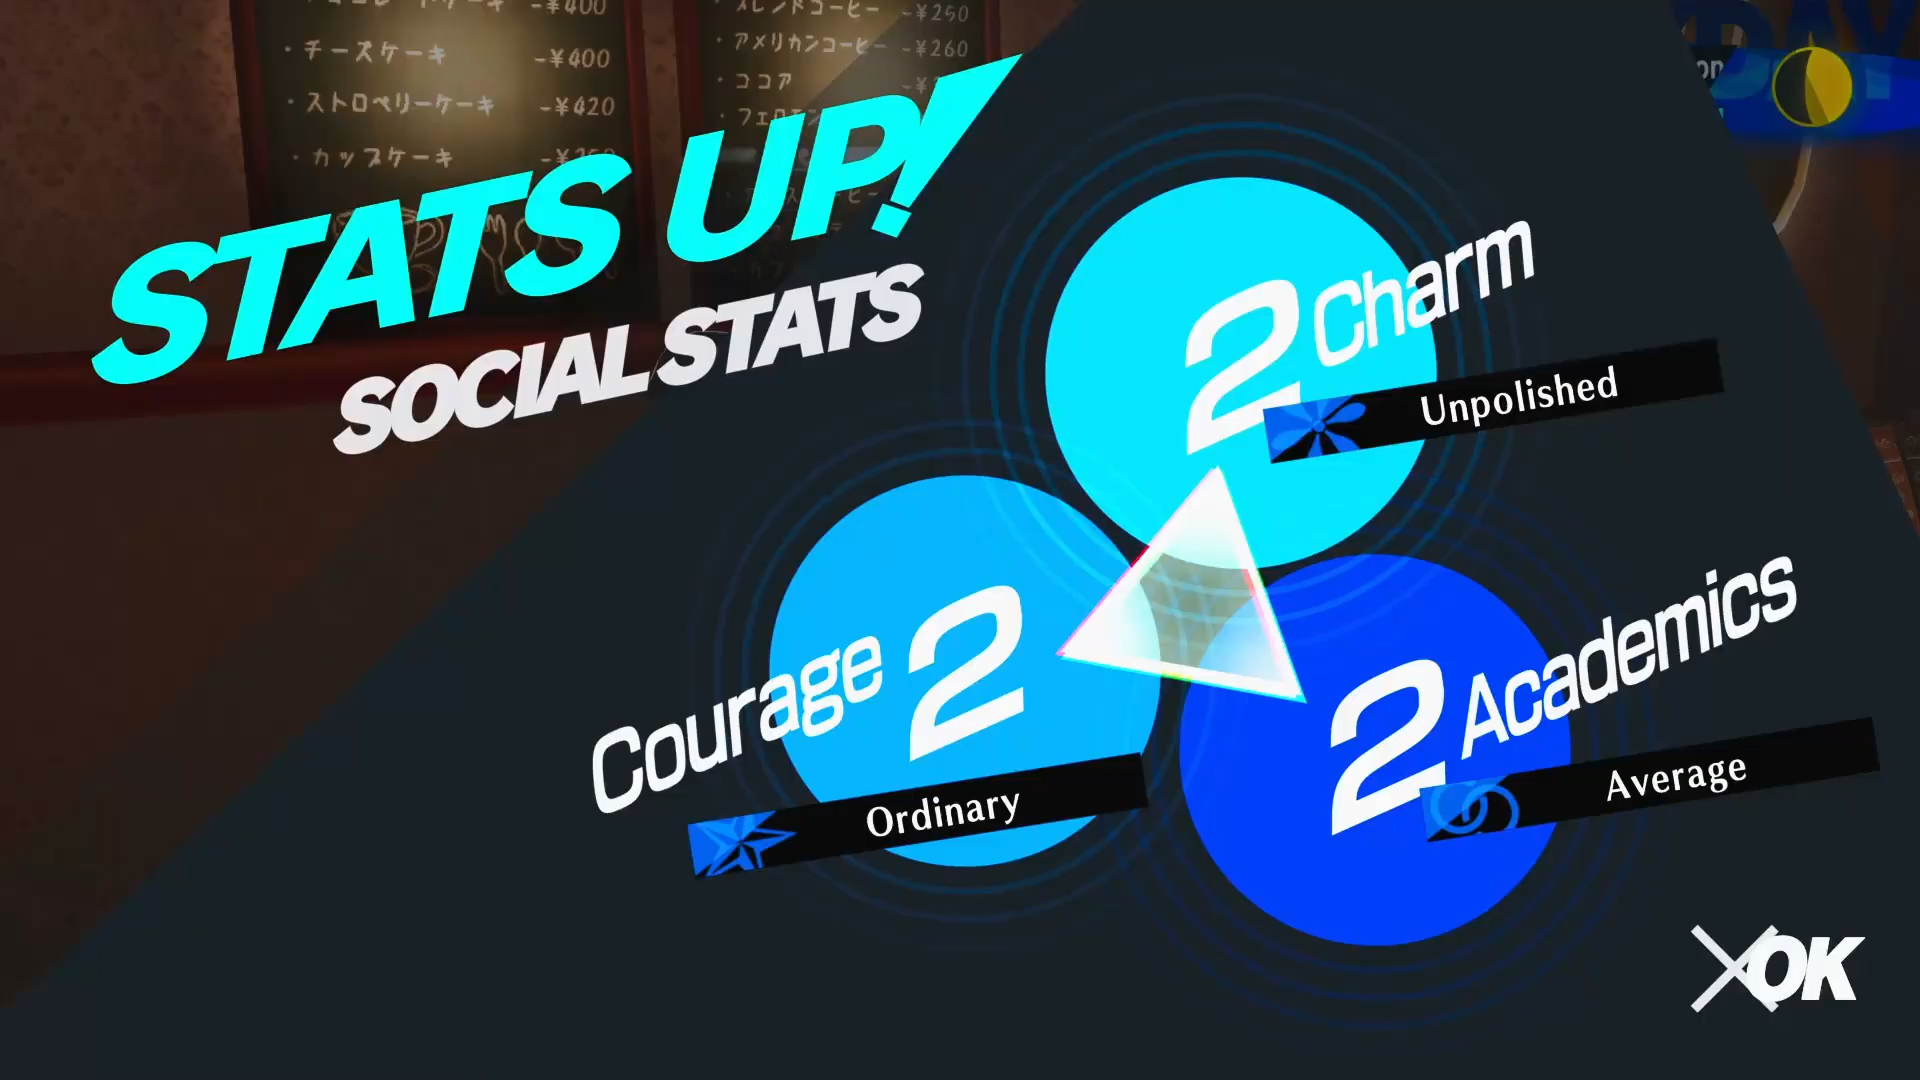 -¥400
・チーズケーキ -¥400
・ストロベリーケーキ -¥420
・カップケーキ
-¥250
・アメリカンコーヒー -¥260
・ココア
STATS UP!
SOCIAL STATS
2 Charm
Unpolished
Courage 2
Ordinary
2 Academics
Average
OK